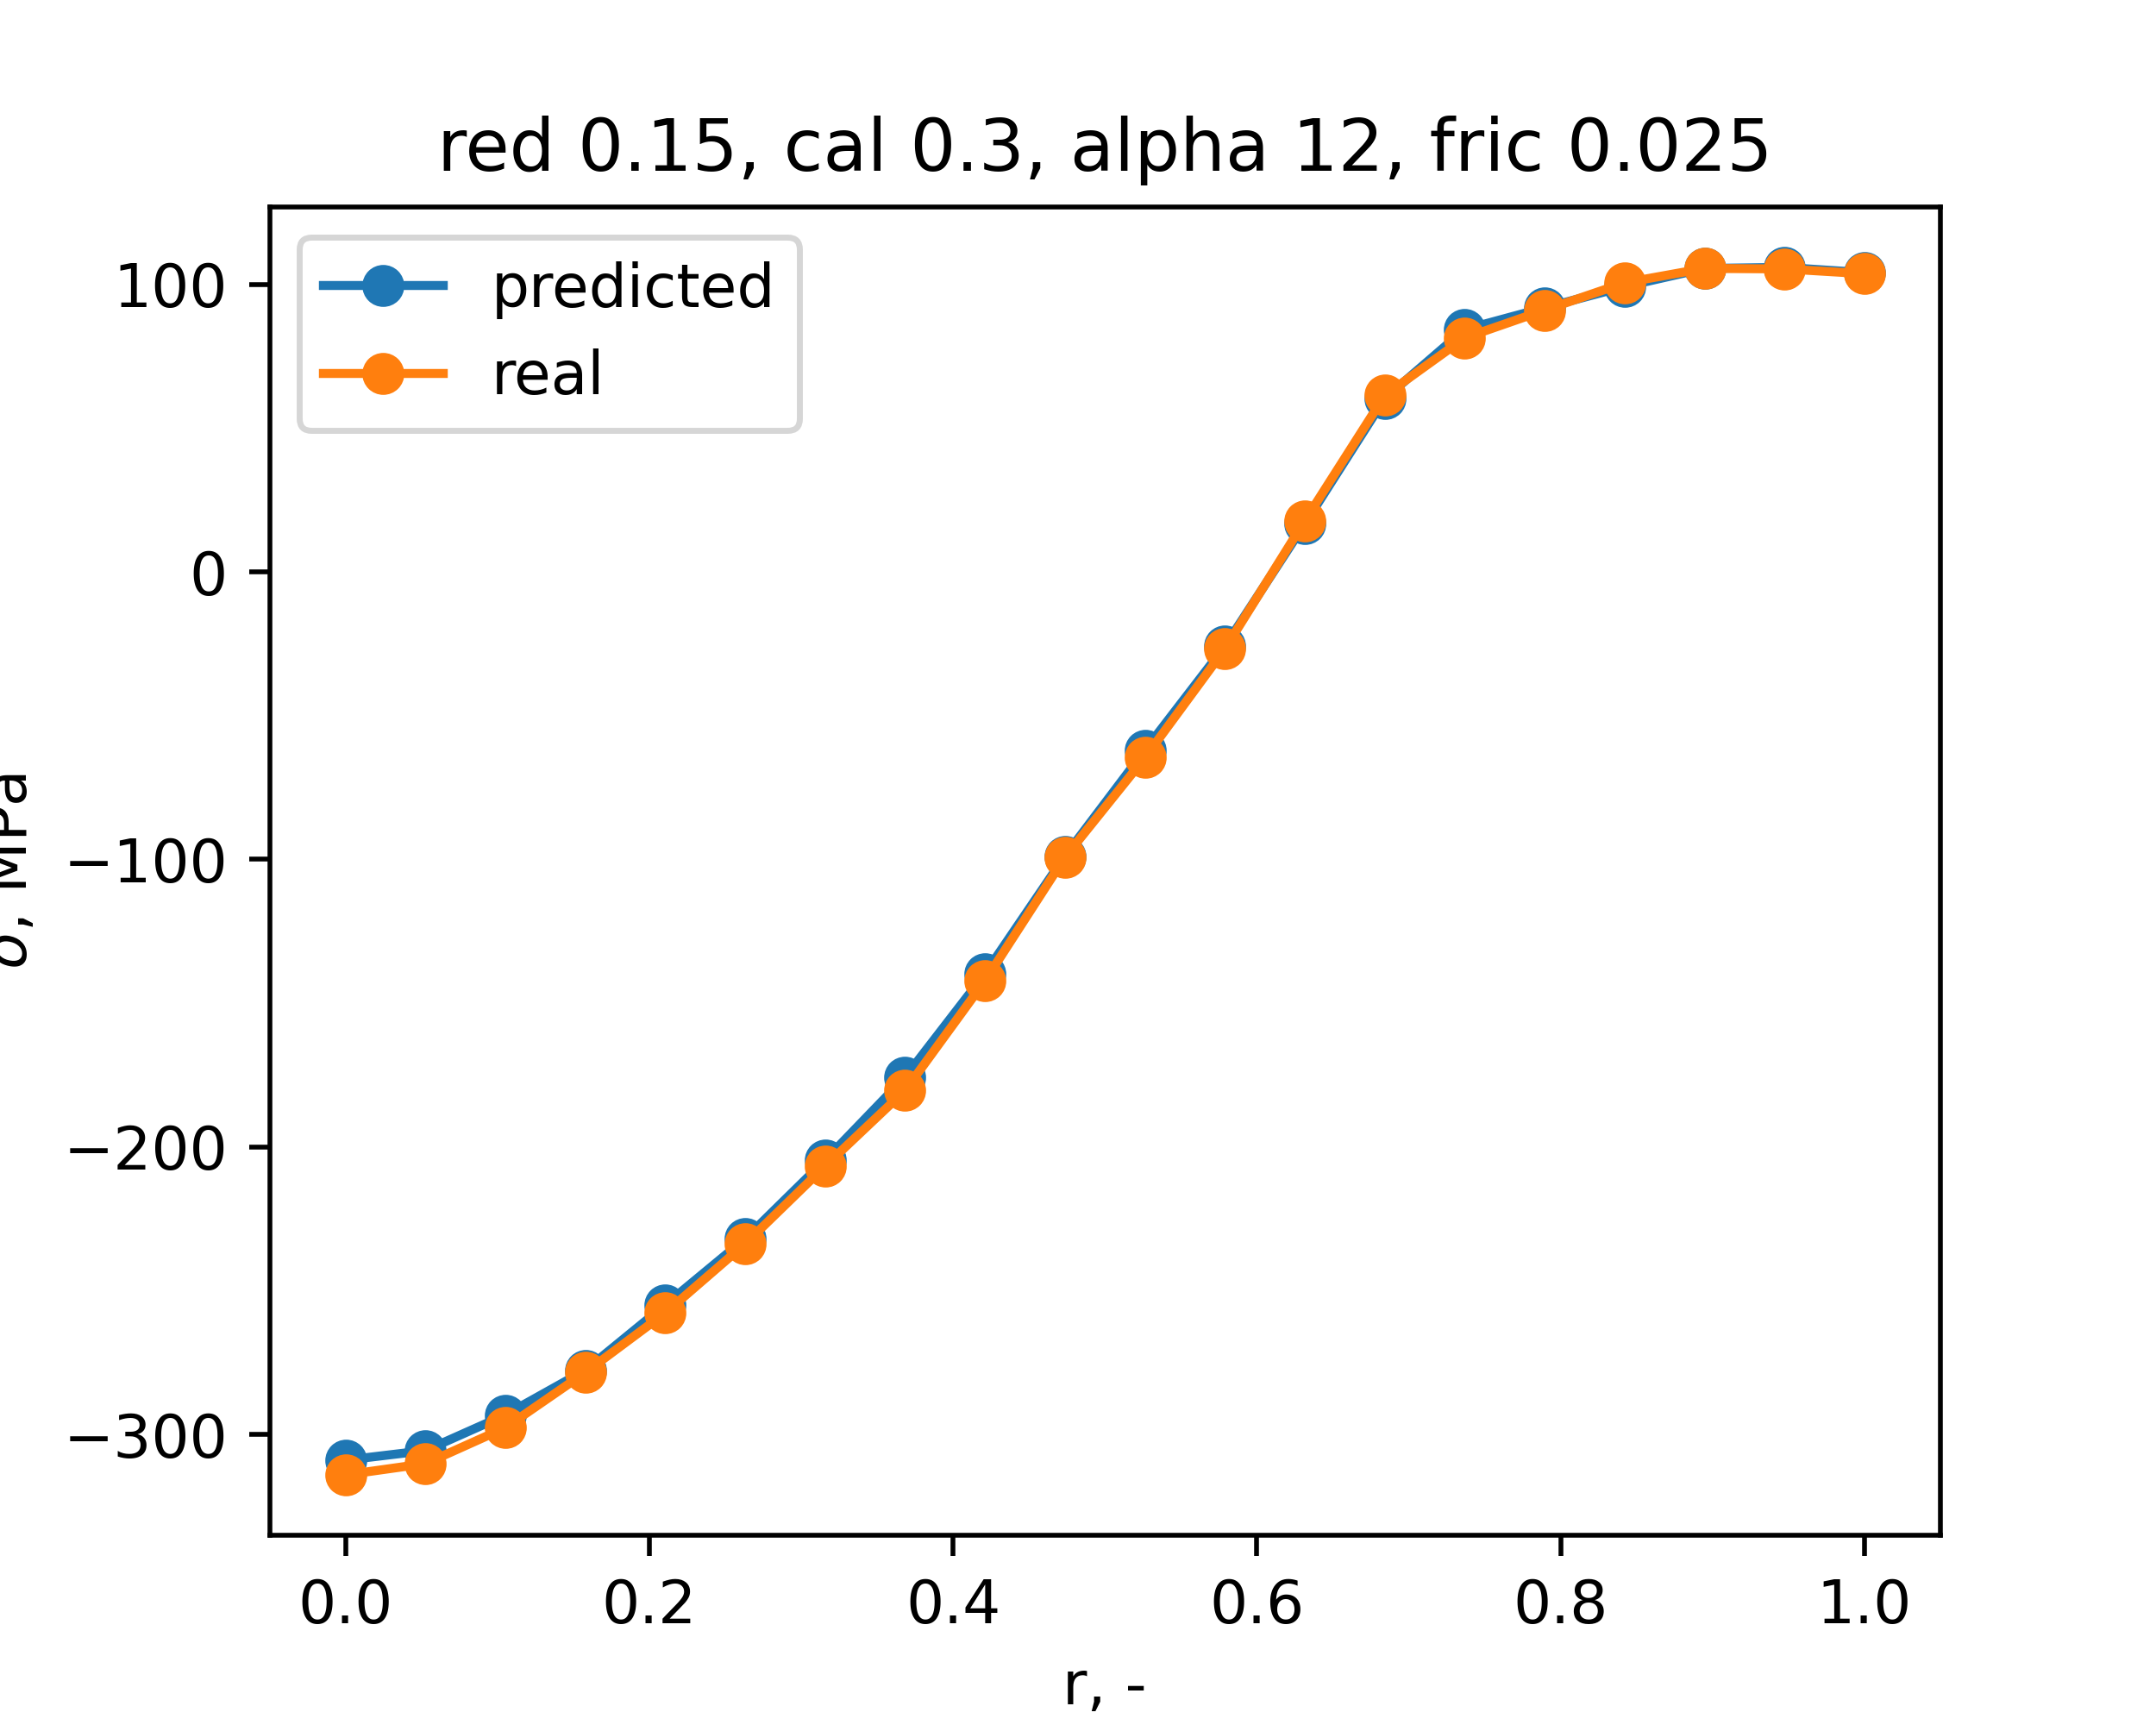 red 0.15, cal 0.3, alpha 12, fric 0.025
predicted
real
100
0
−100
−200
−300
σ, MPa
0.0 0.2 0.4 0.6 0.8 1.0
r, -